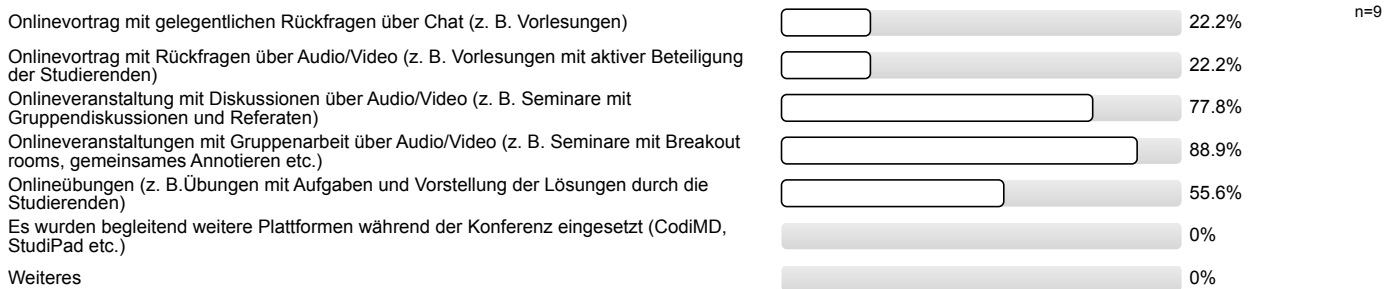 Onlinevortrag mit gelegentlichen Rückfragen über Chat (z. B. Vorlesungen) 22.2% n=9
Onlinevortrag mit Rückfragen über Audio/Video (z. B. Vorlesungen mit aktiver Beteiligung
der Studierenden) 22.2%
Onlineveranstaltung mit Diskussionen über Audio/Video (z. B. Seminare mit
Gruppendiskussionen und Referaten) 77.8%
Onlineveranstaltungen mit Gruppenarbeit über Audio/Video (z. B. Seminare mit Breakout
rooms, gemeinsames Annotieren etc.) 88.9%
Onlineübungen (z. B.Übungen mit Aufgaben und Vorstellung der Lösungen durch die
Studierenden) 55.6%
Es wurden begleitend weitere Plattformen während der Konferenz eingesetzt (CodiMD,
StudiPad etc.) 0%
Weiteres 0%